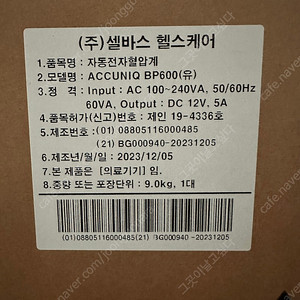 (주)셀바스 헬스케어
1.품목명 : 자동전자혈압계
2.모델명 : ACCUNIQ BP600(유)
3.정 격 : Input : AC 100~240VA, 50/60Hz
60VA, Output : DC 12V, 5A
4.품목허가(신고)번호 : 제인 19-4336호
5.제조번호 : (01) 08805116000485
(21) BG000940-20231205
6.제조년/월/일 : 2023/12/05
7.본 제품은 [의료기기] 임.
8.중량 또는 포장단위 : 9.0kg, 1대
(01)08805116000485(21) BG000940-20231205